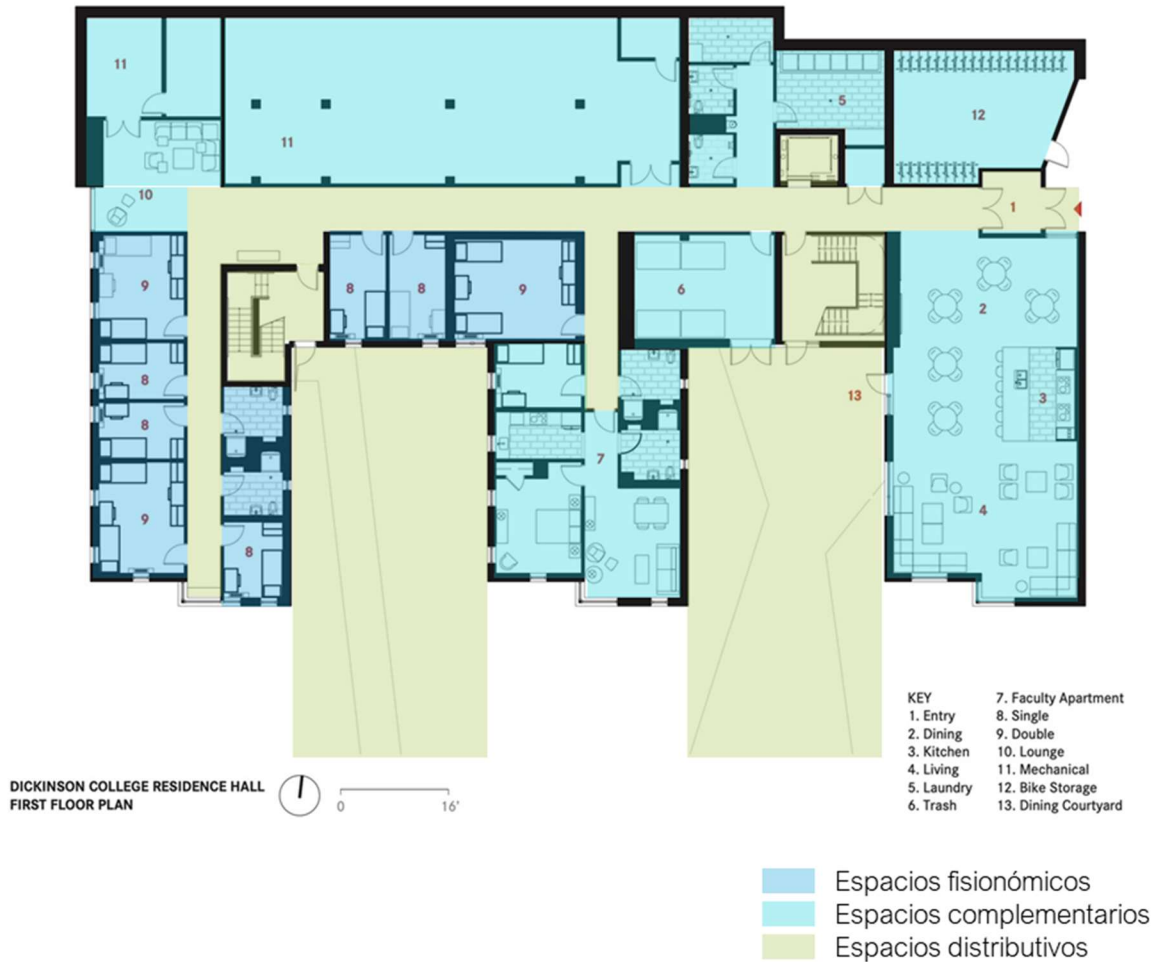 11
11
5
12
10
1
9
8
8
9
6
2
8
3
13
8
7
9
4
8
KEY
1. Entry
2. Dining
3. Kitchen
4. Living
5. Laundry
6. Trash
7. Faculty Apartment
8. Single
9. Double
10. Lounge
11. Mechanical
12. Bike Storage
13. Dining Courtyard
DICKINSON COLLEGE RESIDENCE HALL
FIRST FLOOR PLAN
0 16'
Espacios fisionómicos
Espacios complementarios
Espacios distributivos